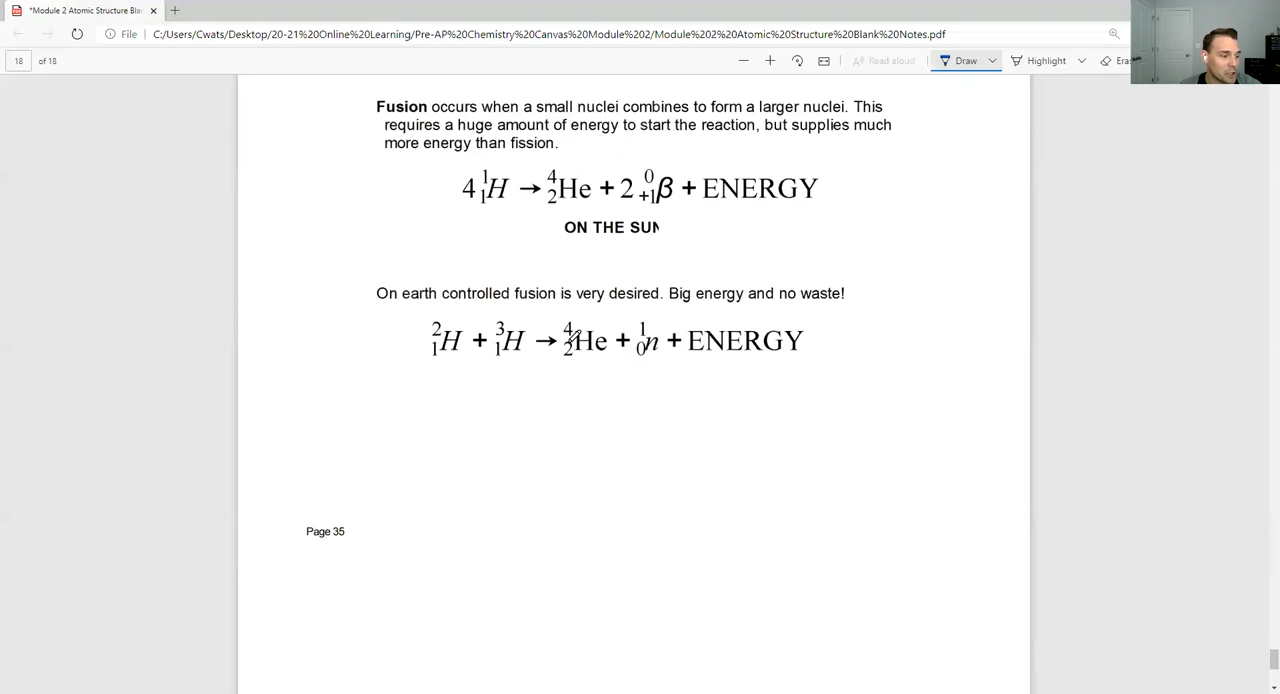 *Module 2 Atomic Structure Bla
File
C:/Users/Cwats/Desktop/20-21%20Online%20Learning/Pre-AP%20Chemistry%20Canvas%20Module%202/Module%202%20Atomic%20Structure%20Blank%20Notes.pdf
18 of 18
Read aloud
Draw
Highlight
Eras
Fusion occurs when a small nuclei combines to form a larger nuclei. This
requires a huge amount of energy to start the reaction, but supplies much
more energy than fission.
4 ¹₁H → ⁴₂He + 2 ⁰₊₁β + ENERGY
ON THE SUN
On earth controlled fusion is very desired. Big energy and no waste!
²₁H + ³₁H → ⁴₂He + ¹₀n + ENERGY
Page 35